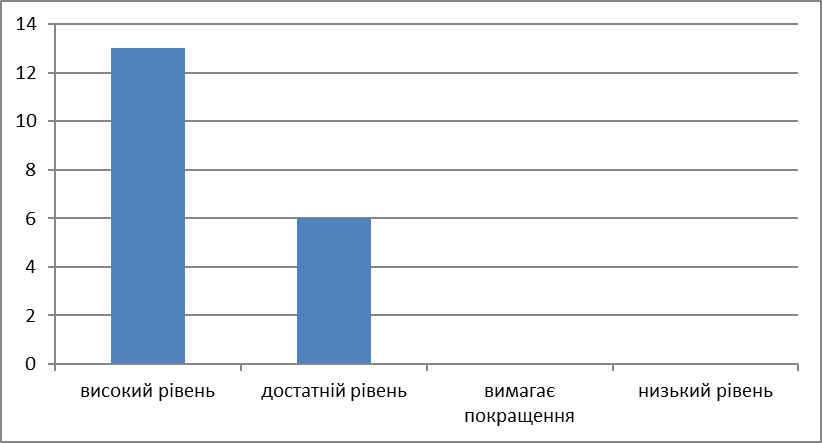 14
12
10
8
6
4
2
0
високий рівень
достатній рівень
вимагає
покращення
низький рівень